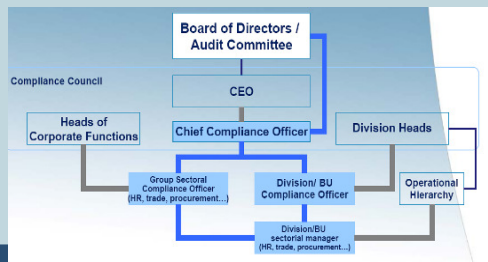 Board of Directors /
Audit Committee
Compliance Council
CEO
Heads of
Corporate Functions
Chief Compliance Officer
Division Heads
Group Sectoral
Compliance Officer
(HR, trade, procurement...)
Division/ BU
Compliance Officer
Operational
Hierarchy
Division/BU
sectorial manager
(HR, trade, procurement...)